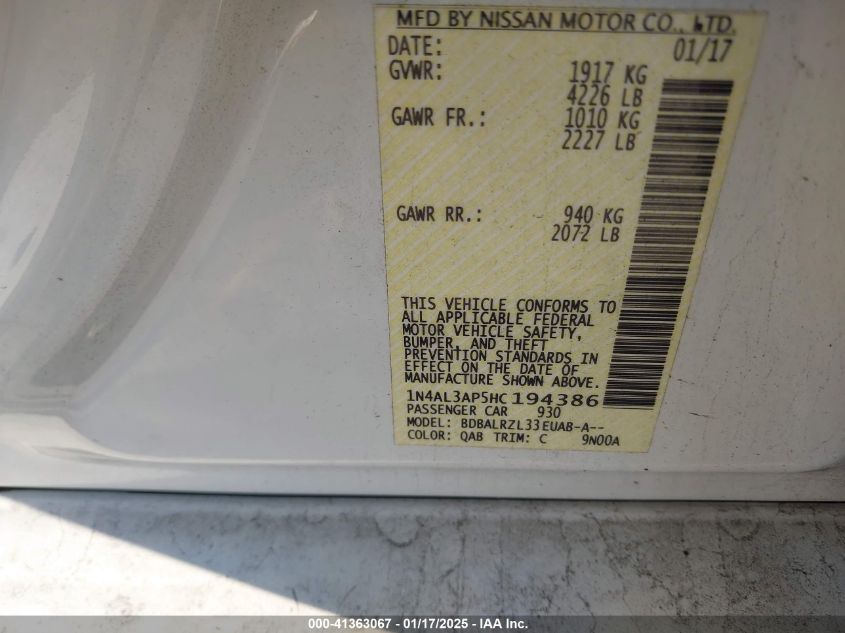 MFD BY NISSAN MOTOR CO., LTD.
DATE: 01/17
GVWR: 1917 KG
4226 LB
GAWR FR.: 1010 KG
2227 LB
GAWR RR.: 940 KG
2072 LB
THIS VEHICLE CONFORMS TO
ALL APPLICABLE FEDERAL
MOTOR VEHICLE SAFETY,
BUMPER, AND THEFT
PREVENTION STANDARDS IN
EFFECT ON THE DATE OF
MANUFACTURE SHOWN ABOVE.
1N4AL3AP5HC194386
PASSENGER CAR 930
MODEL: BDBALRZL33EUAB-A--
COLOR: QAB TRIM: C 9N00A
000-41363067 - 01/17/2025 - IAA Inc.